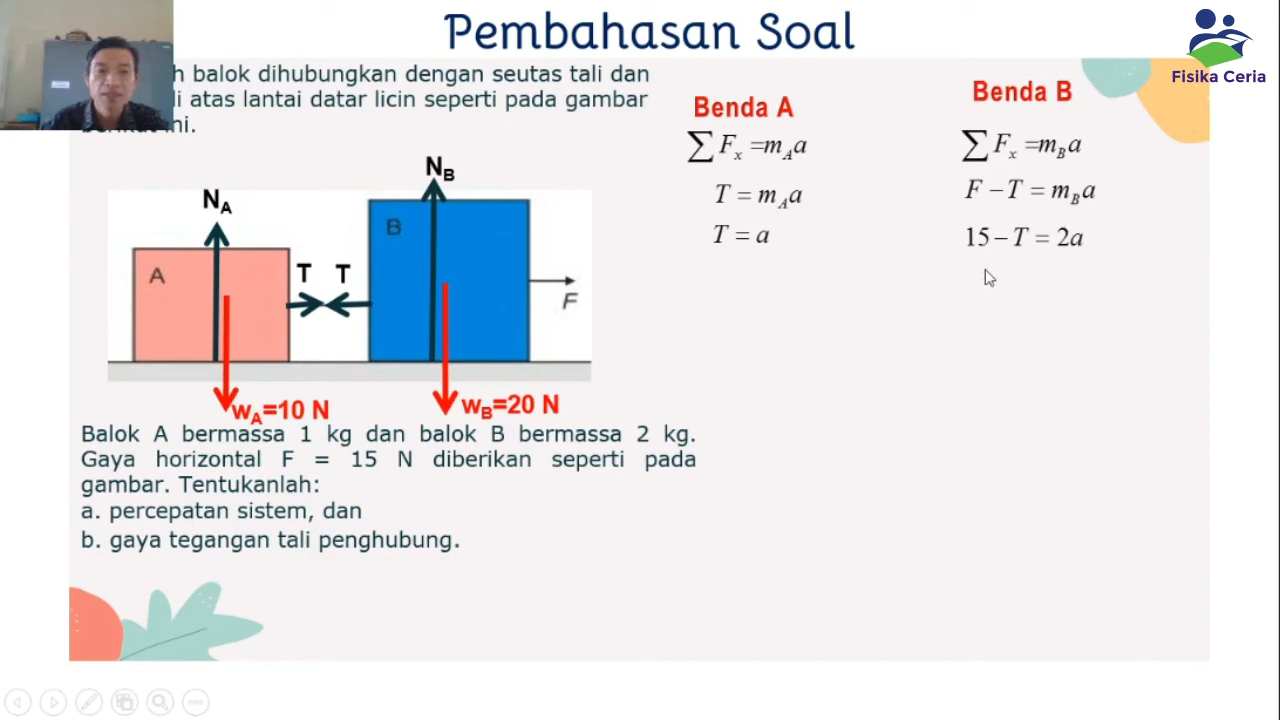 Pembahasan Soal
Fisika Ceria
balok dihubungkan dengan seutas tali dan
atas lantai datar licin seperti pada gambar
ini.
N_A
N_B
A
B
T T
F
w_A=10 N
w_B=20 N
Balok A bermassa 1 kg dan balok B bermassa 2 kg.
Gaya horizontal F = 15 N diberikan seperti pada
gambar. Tentukanlah:
a. percepatan sistem, dan
b. gaya tegangan tali penghubung.
Benda A
∑F_x =m_A a
T = m_A a
T = a
Benda B
∑F_x =m_B a
F – T = m_B a
15 – T = 2a